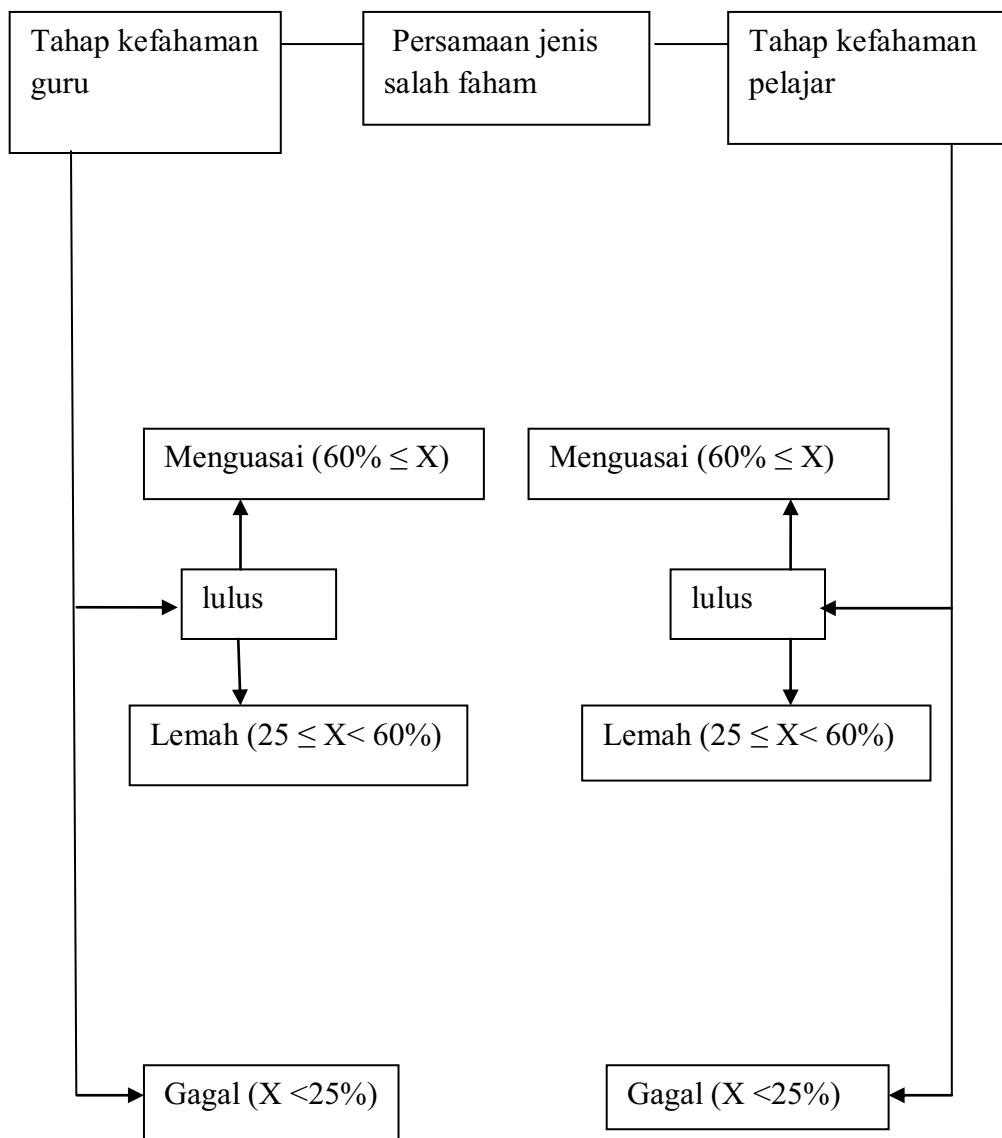 Tahap kefahaman
guru
Persamaan jenis
salah faham
Tahap kefahaman
pelajar
Menguasai (60% ≤ X)
Menguasai (60% ≤ X)
lulus
lulus
Lemah (25 ≤ X< 60%)
Lemah (25 ≤ X< 60%)
Gagal (X <25%)
Gagal (X <25%)